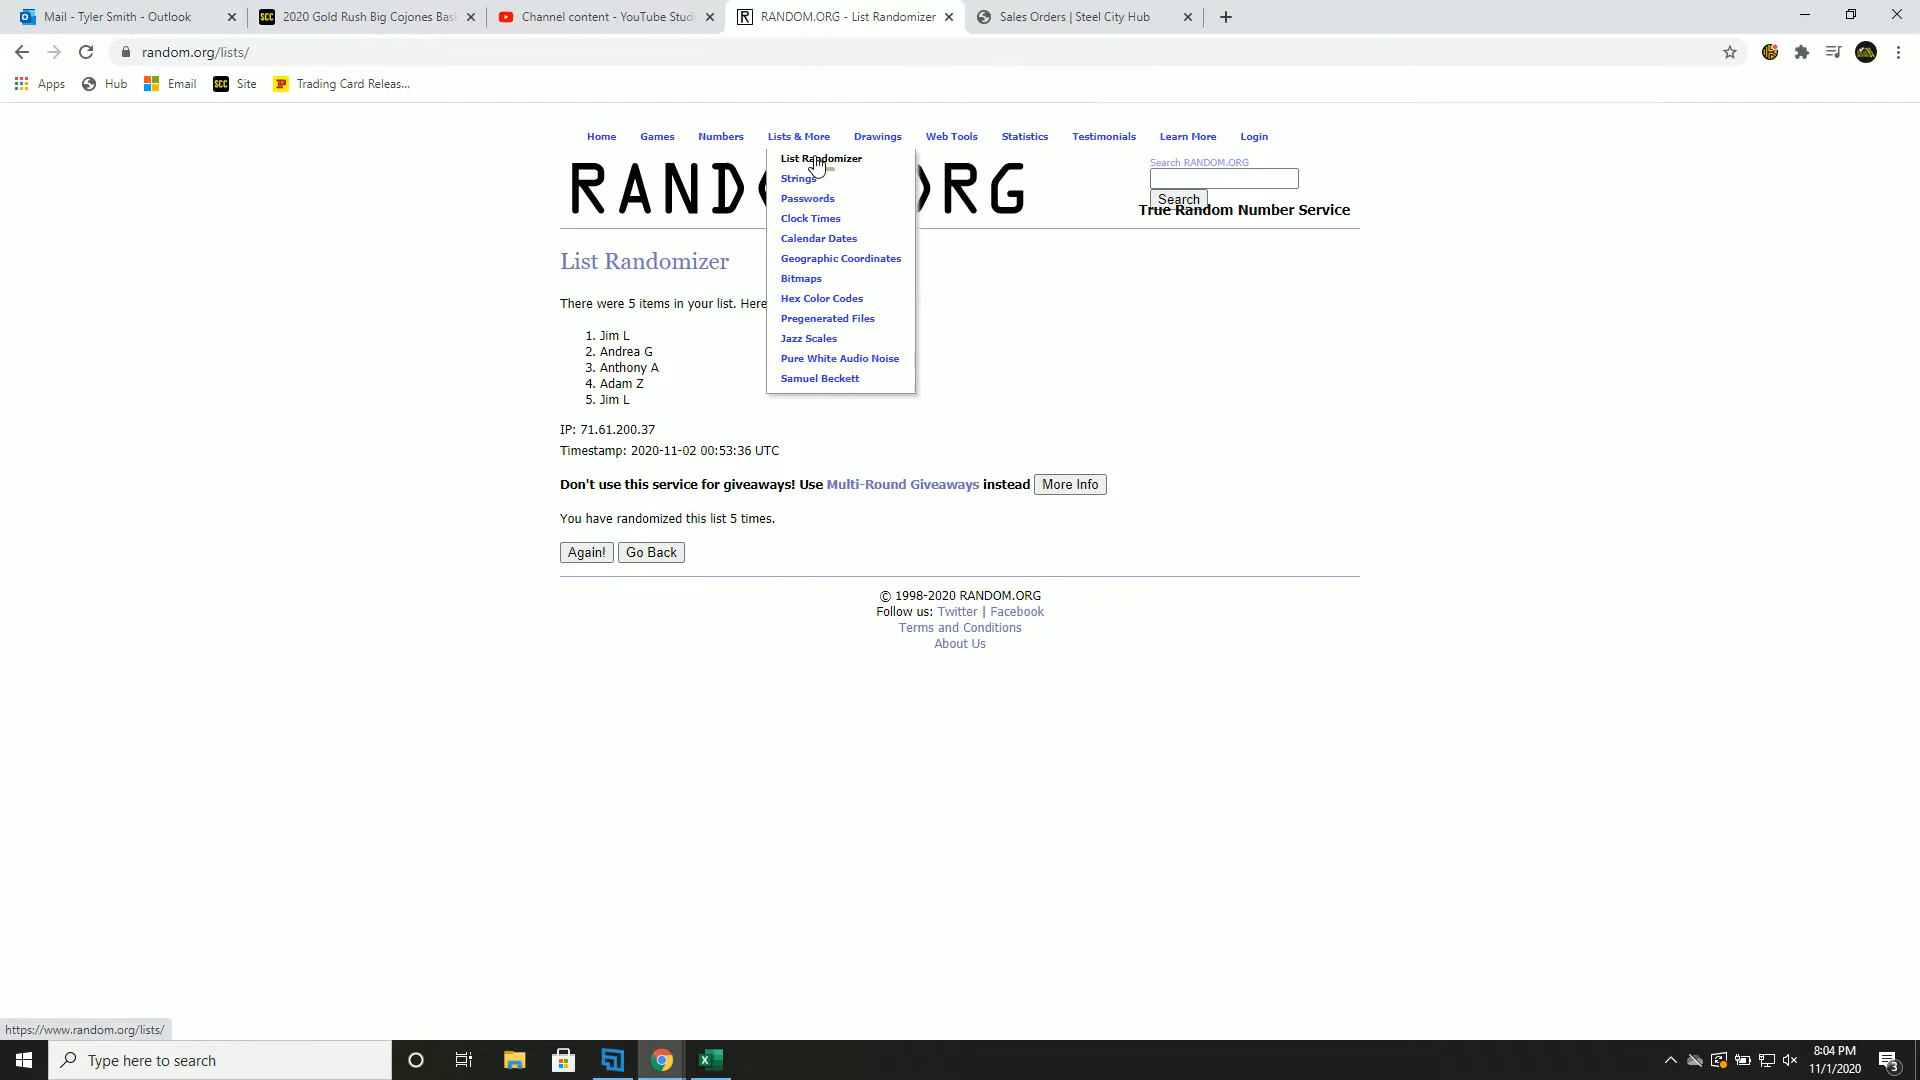 Mail - Tyler Smith - Outlook
2020 Gold Rush Big Cojones Bas
Channel content - YouTube Stud
RANDOM.ORG - List Randomizer
Sales Orders | Steel City Hub
random.org/lists/
Apps
Hub
Email
SCC Site
Trading Card Releas...
Home Games Numbers Lists & More Drawings Web Tools Statistics Testimonials Learn More Login
List Randomizer
Strings
Passwords
Clock Times
Calendar Dates
Geographic Coordinates
Bitmaps
Hex Color Codes
Pregenerated Files
Jazz Scales
Pure White Audio Noise
Samuel Beckett
RAND RG
Search RANDOM.ORG
Search
True Random Number Service
List Randomizer
There were 5 items in your list. Here
1. Jim L
2. Andrea G
3. Anthony A
4. Adam Z
5. Jim L
IP: 71.61.200.37
Timestamp: 2020-11-02 00:53:36 UTC
Don't use this service for giveaways! Use Multi-Round Giveaways instead More Info
You have randomized this list 5 times.
Again! Go Back
© 1998-2020 RANDOM.ORG
Follow us: Twitter | Facebook
Terms and Conditions
About Us
https://www.random.org/lists/
Type here to search
8:04 PM
11/1/2020
3